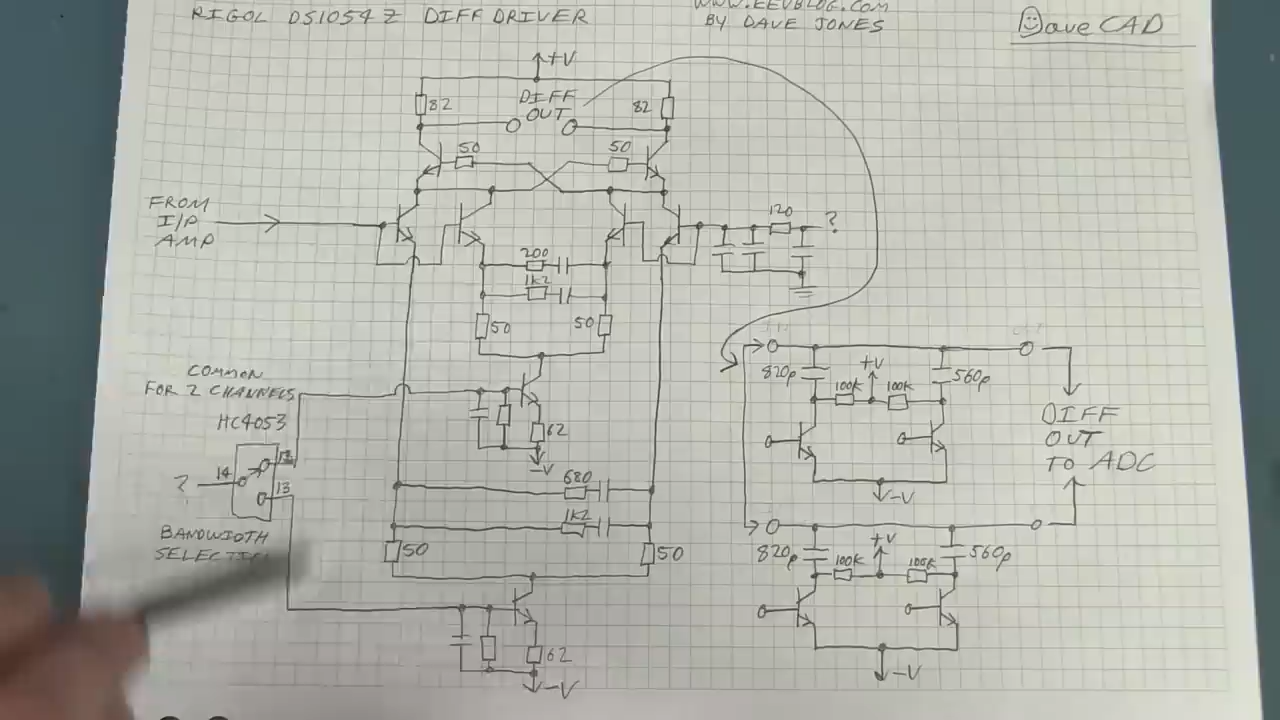 RIGOL DS1054Z DIFF DRIVER
WWW.EEVBLOG.COM
BY DAVE JONES
DaveCAD
+V
82
DIFF
OUT
82
50
50
FROM
I/P
AMP
120
?
200
1K2
50
50
820p
+V
100K
100K
560p
DIFF
OUT
TO ADC
-V
COMMON
FOR 2 CHANNELS
HC4053
?
14
12
13
BANDWIDTH
62
-V
680
1K2
50
50
820p
+V
100K
100K
560p
62
-V
-V